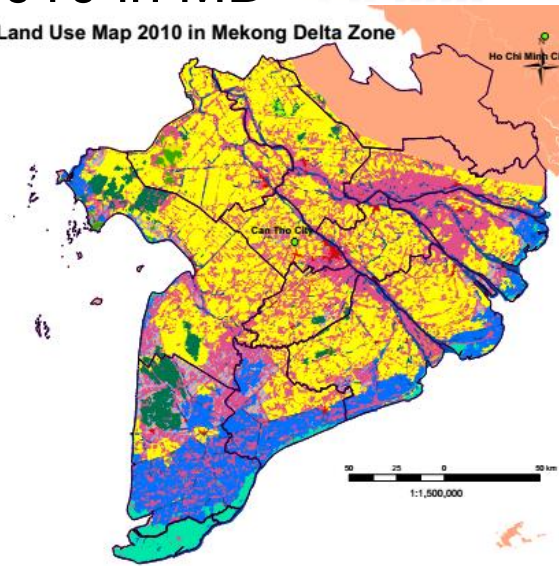 Land Use Map 2010 in Mekong Delta Zone
Ho Chi Minh Ci
Can Tho City
50 25 0 50 km
1:1,500,000